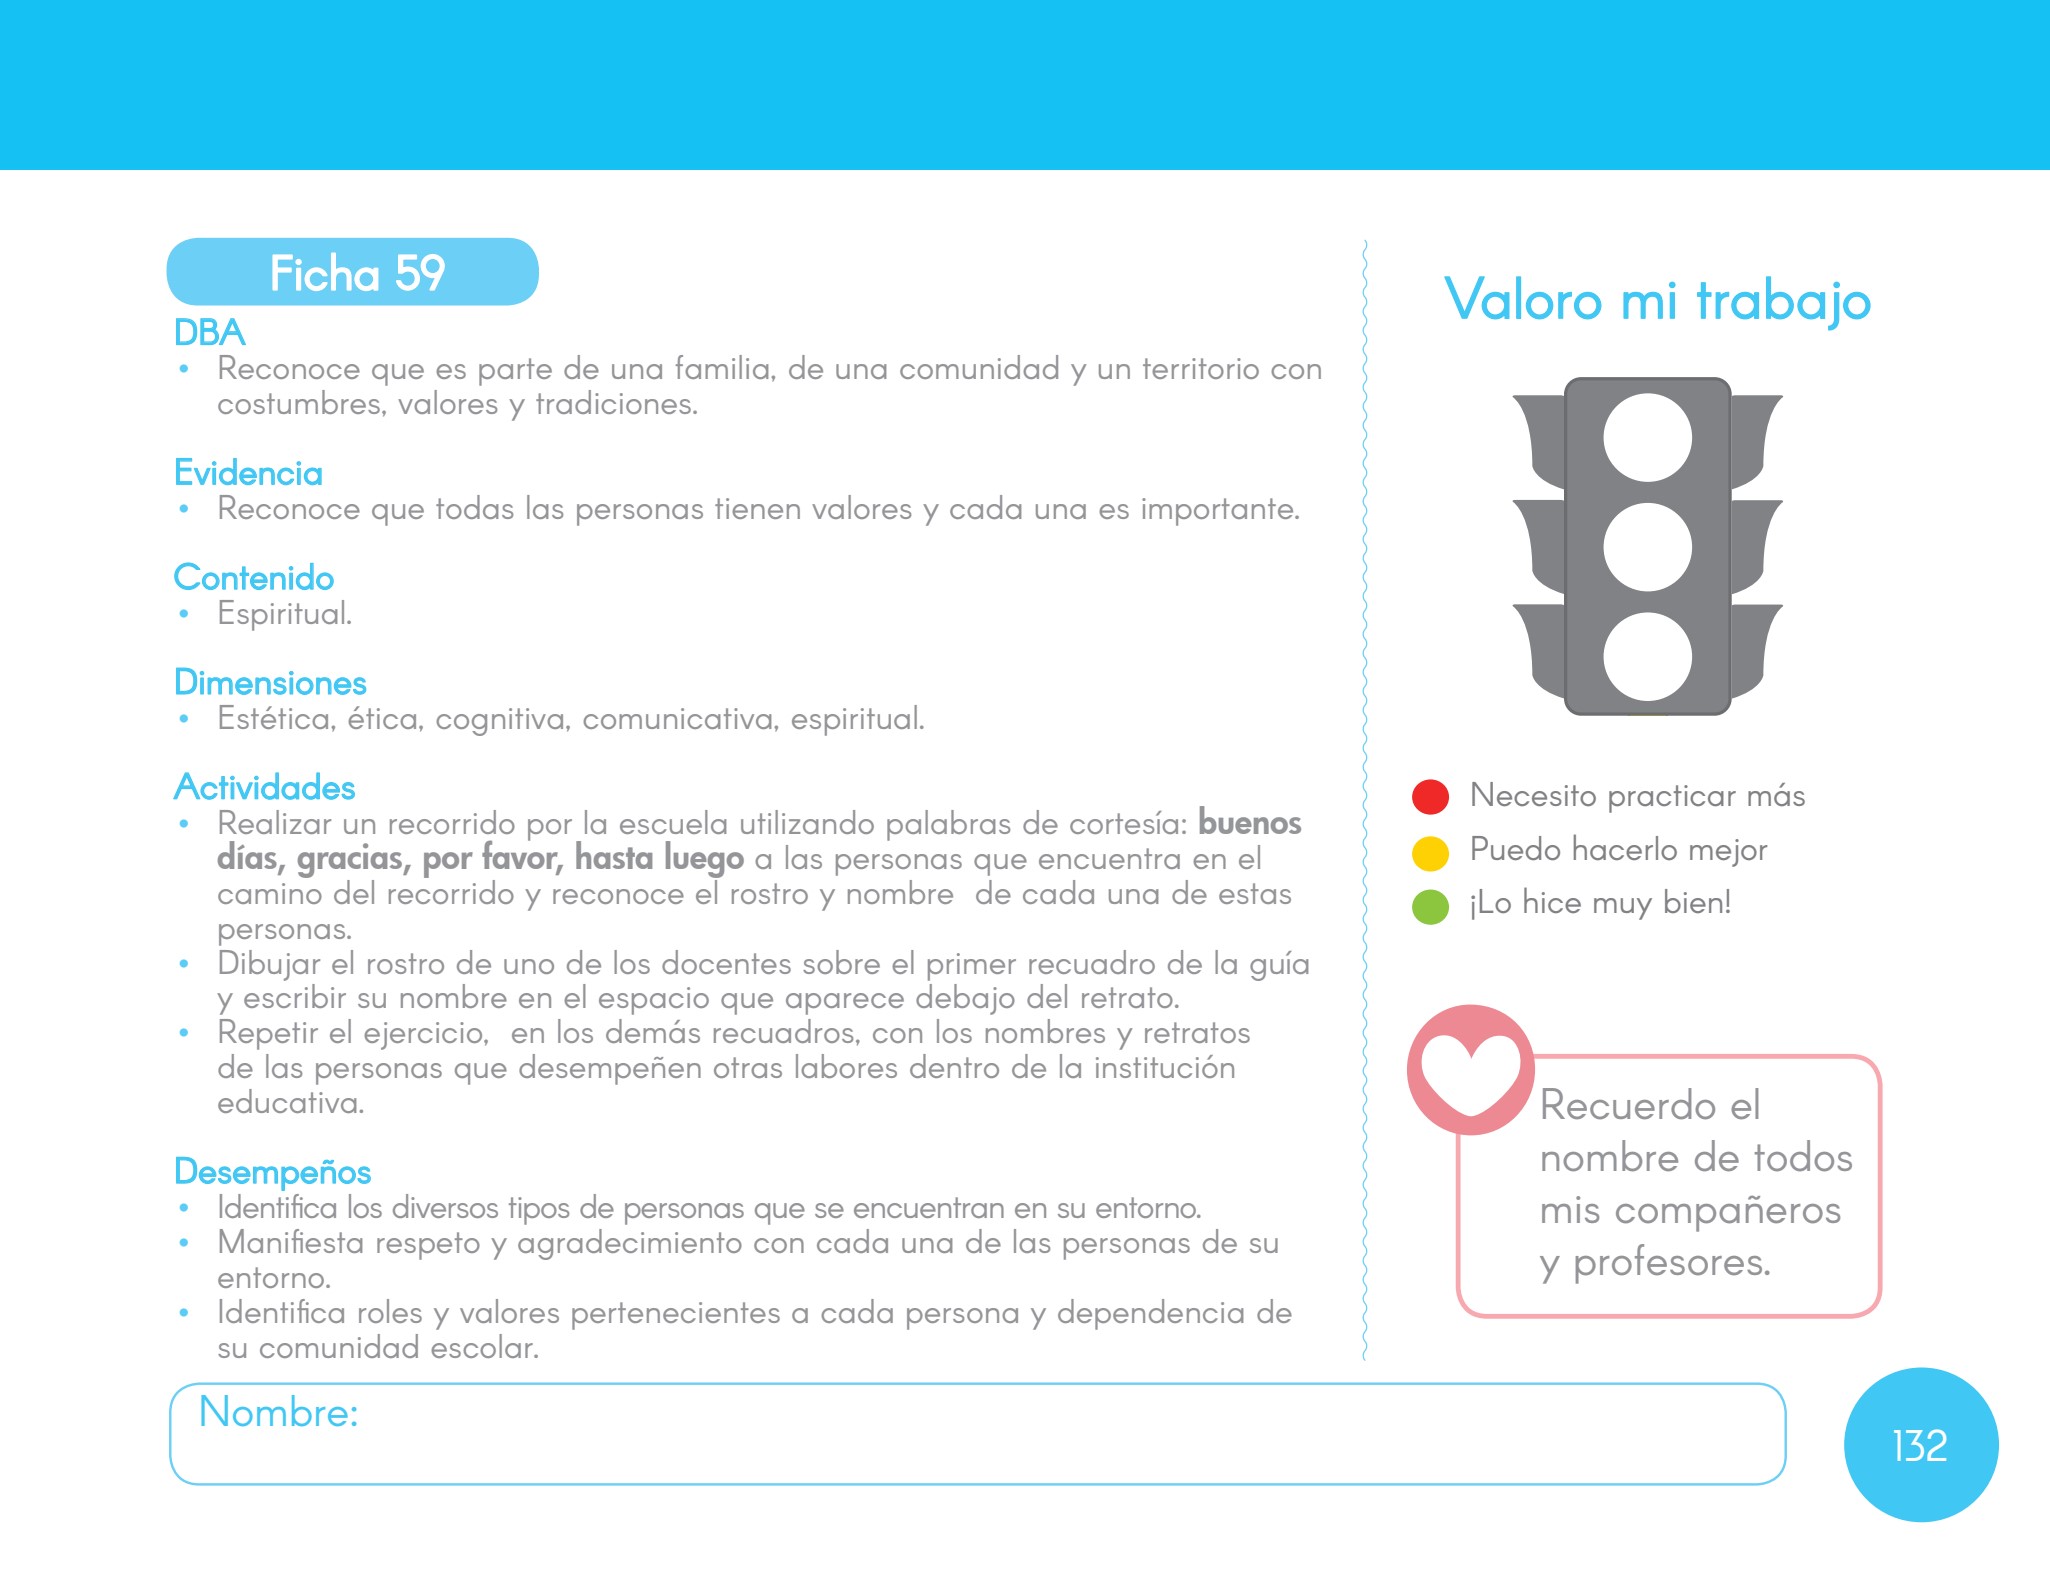 Ficha 59
DBA
• Reconoce que es parte de una familia, de una comunidad y un territorio con
costumbres, valores y tradiciones.
Evidencia
• Reconoce que todas las personas tienen valores y cada una es importante.
Contenido
• Espiritual.
Dimensiones
• Estética, ética, cognitiva, comunicativa, espiritual.
Actividades
• Realizar un recorrido por la escuela utilizando palabras de cortesía: buenos
días, gracias, por favor, hasta luego a las personas que encuentra en el
camino del recorrido y reconoce el rostro y nombre de cada una de estas
personas.
• Dibujar el rostro de uno de los docentes sobre el primer recuadro de la guía
y escribir su nombre en el espacio que aparece debajo del retrato.
• Repetir el ejercicio, en los demás recuadros, con los nombres y retratos
de las personas que desempeñen otras labores dentro de la institución
educativa.
Desempeños
• Identifica los diversos tipos de personas que se encuentran en su entorno.
• Manifiesta respeto y agradecimiento con cada una de las personas de su
entorno.
• Identifica roles y valores pertenecientes a cada persona y dependencia de
su comunidad escolar.
Valoro mi trabajo
Necesito practicar más
Puedo hacerlo mejor
¡Lo hice muy bien!
Recuerdo el
nombre de todos
mis compañeros
y profesores.
Nombre:
132